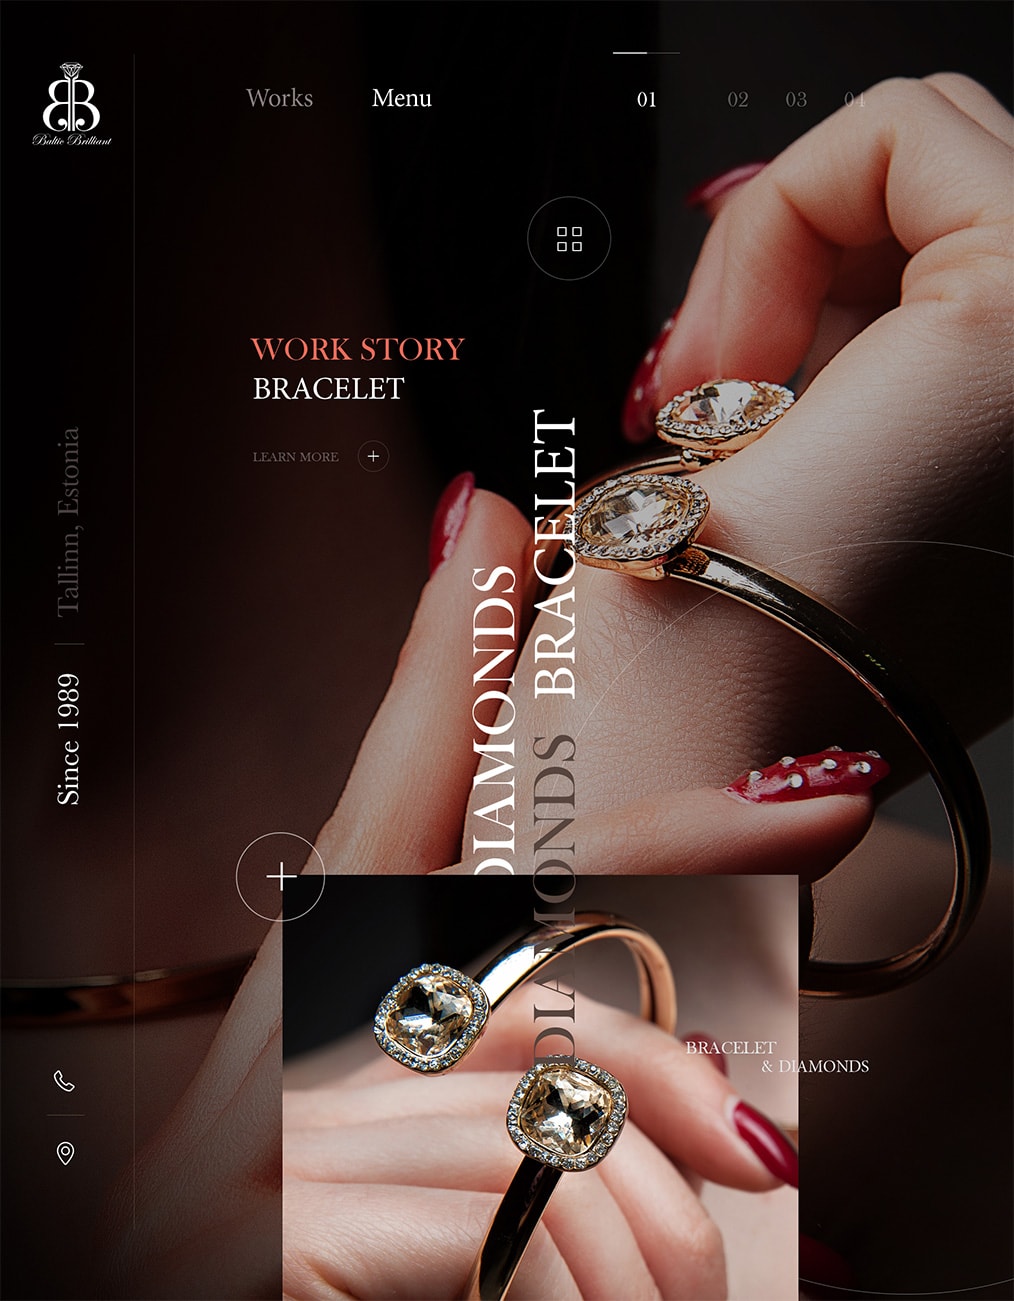 Works
Menu
01
02
03
04
Baltic Brilliant
WORK STORY
BRACELET
LEARN MORE
Tallinn, Estonia
Since 1989
DIAMONDS
DIAMONDS BRACELET
BRACELET
& DIAMONDS